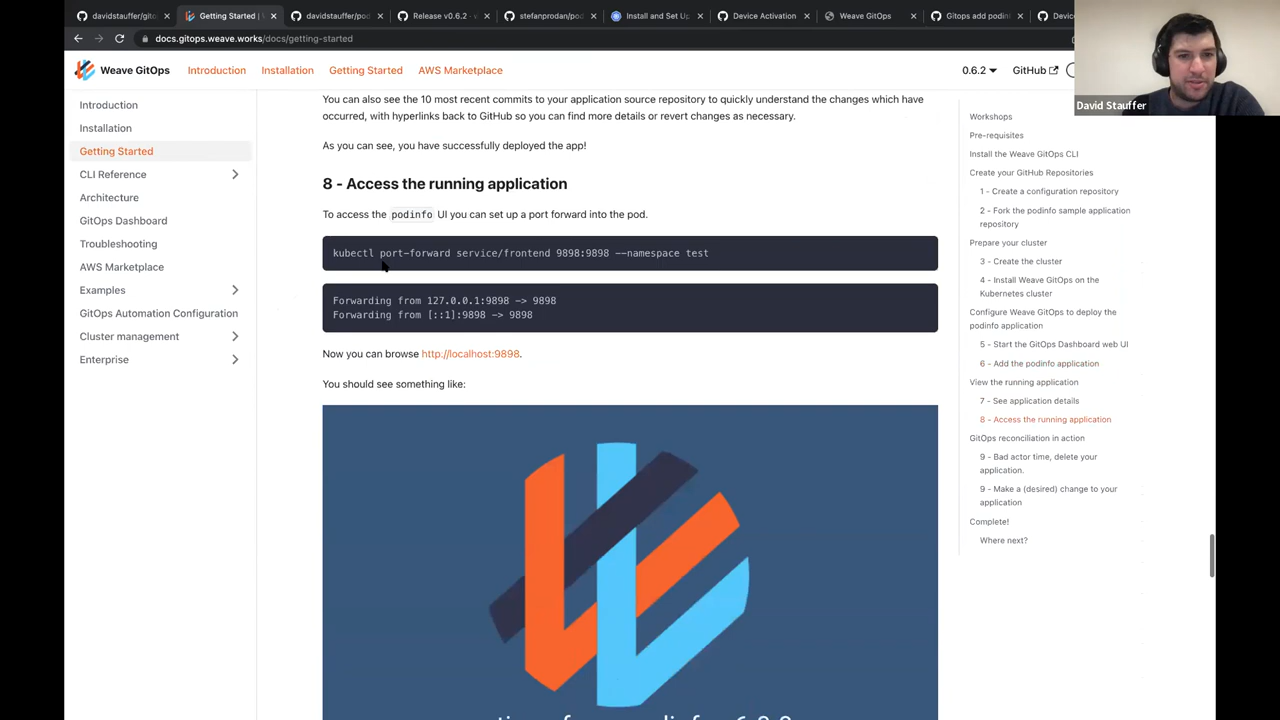 davidstauffer/gito
Getting Started |
davidstauffer/pod
Release v0.6.2 -
stefanprodan/pod
Install and Set U
Device Activation
Weave GitOps
Gitops add podin
docs.gitops.weave.works/docs/getting-started
David Stauffer
Weave GitOps
Introduction
Installation
Getting Started
AWS Marketplace
0.6.2
GitHub
Introduction
Installation
Getting Started
CLI Reference
Architecture
GitOps Dashboard
Troubleshooting
AWS Marketplace
Examples
GitOps Automation Configuration
Cluster management
Enterprise
You can also see the 10 most recent commits to your application source repository to quickly understand the changes which have
occurred, with hyperlinks back to GitHub so you can find more details or revert changes as necessary.
As you can see, you have successfully deployed the app!
8 - Access the running application
To access the podinfo UI you can set up a port forward into the pod.
kubectl port-forward service/frontend 9898:9898 --namespace test
Forwarding from 127.0.0.1:9898 -> 9898
Forwarding from [::1]:9898 -> 9898
Now you can browse http://localhost:9898.
You should see something like:
Workshops
Pre-requisites
Install the Weave GitOps CLI
Create your GitHub Repositories
1 - Create a configuration repository
2 - Fork the podinfo sample application
repository
Prepare your cluster
3 - Create the cluster
4 - Install Weave GitOps on the
Kubernetes cluster
Configure Weave GitOps to deploy the
podinfo application
5 - Start the GitOps Dashboard web UI
6 - Add the podinfo application
View the running application
7 - See application details
8 - Access the running application
GitOps reconciliation in action
9 - Bad actor time, delete your
application.
9 - Make a (desired) change to your
application
Complete!
Where next?